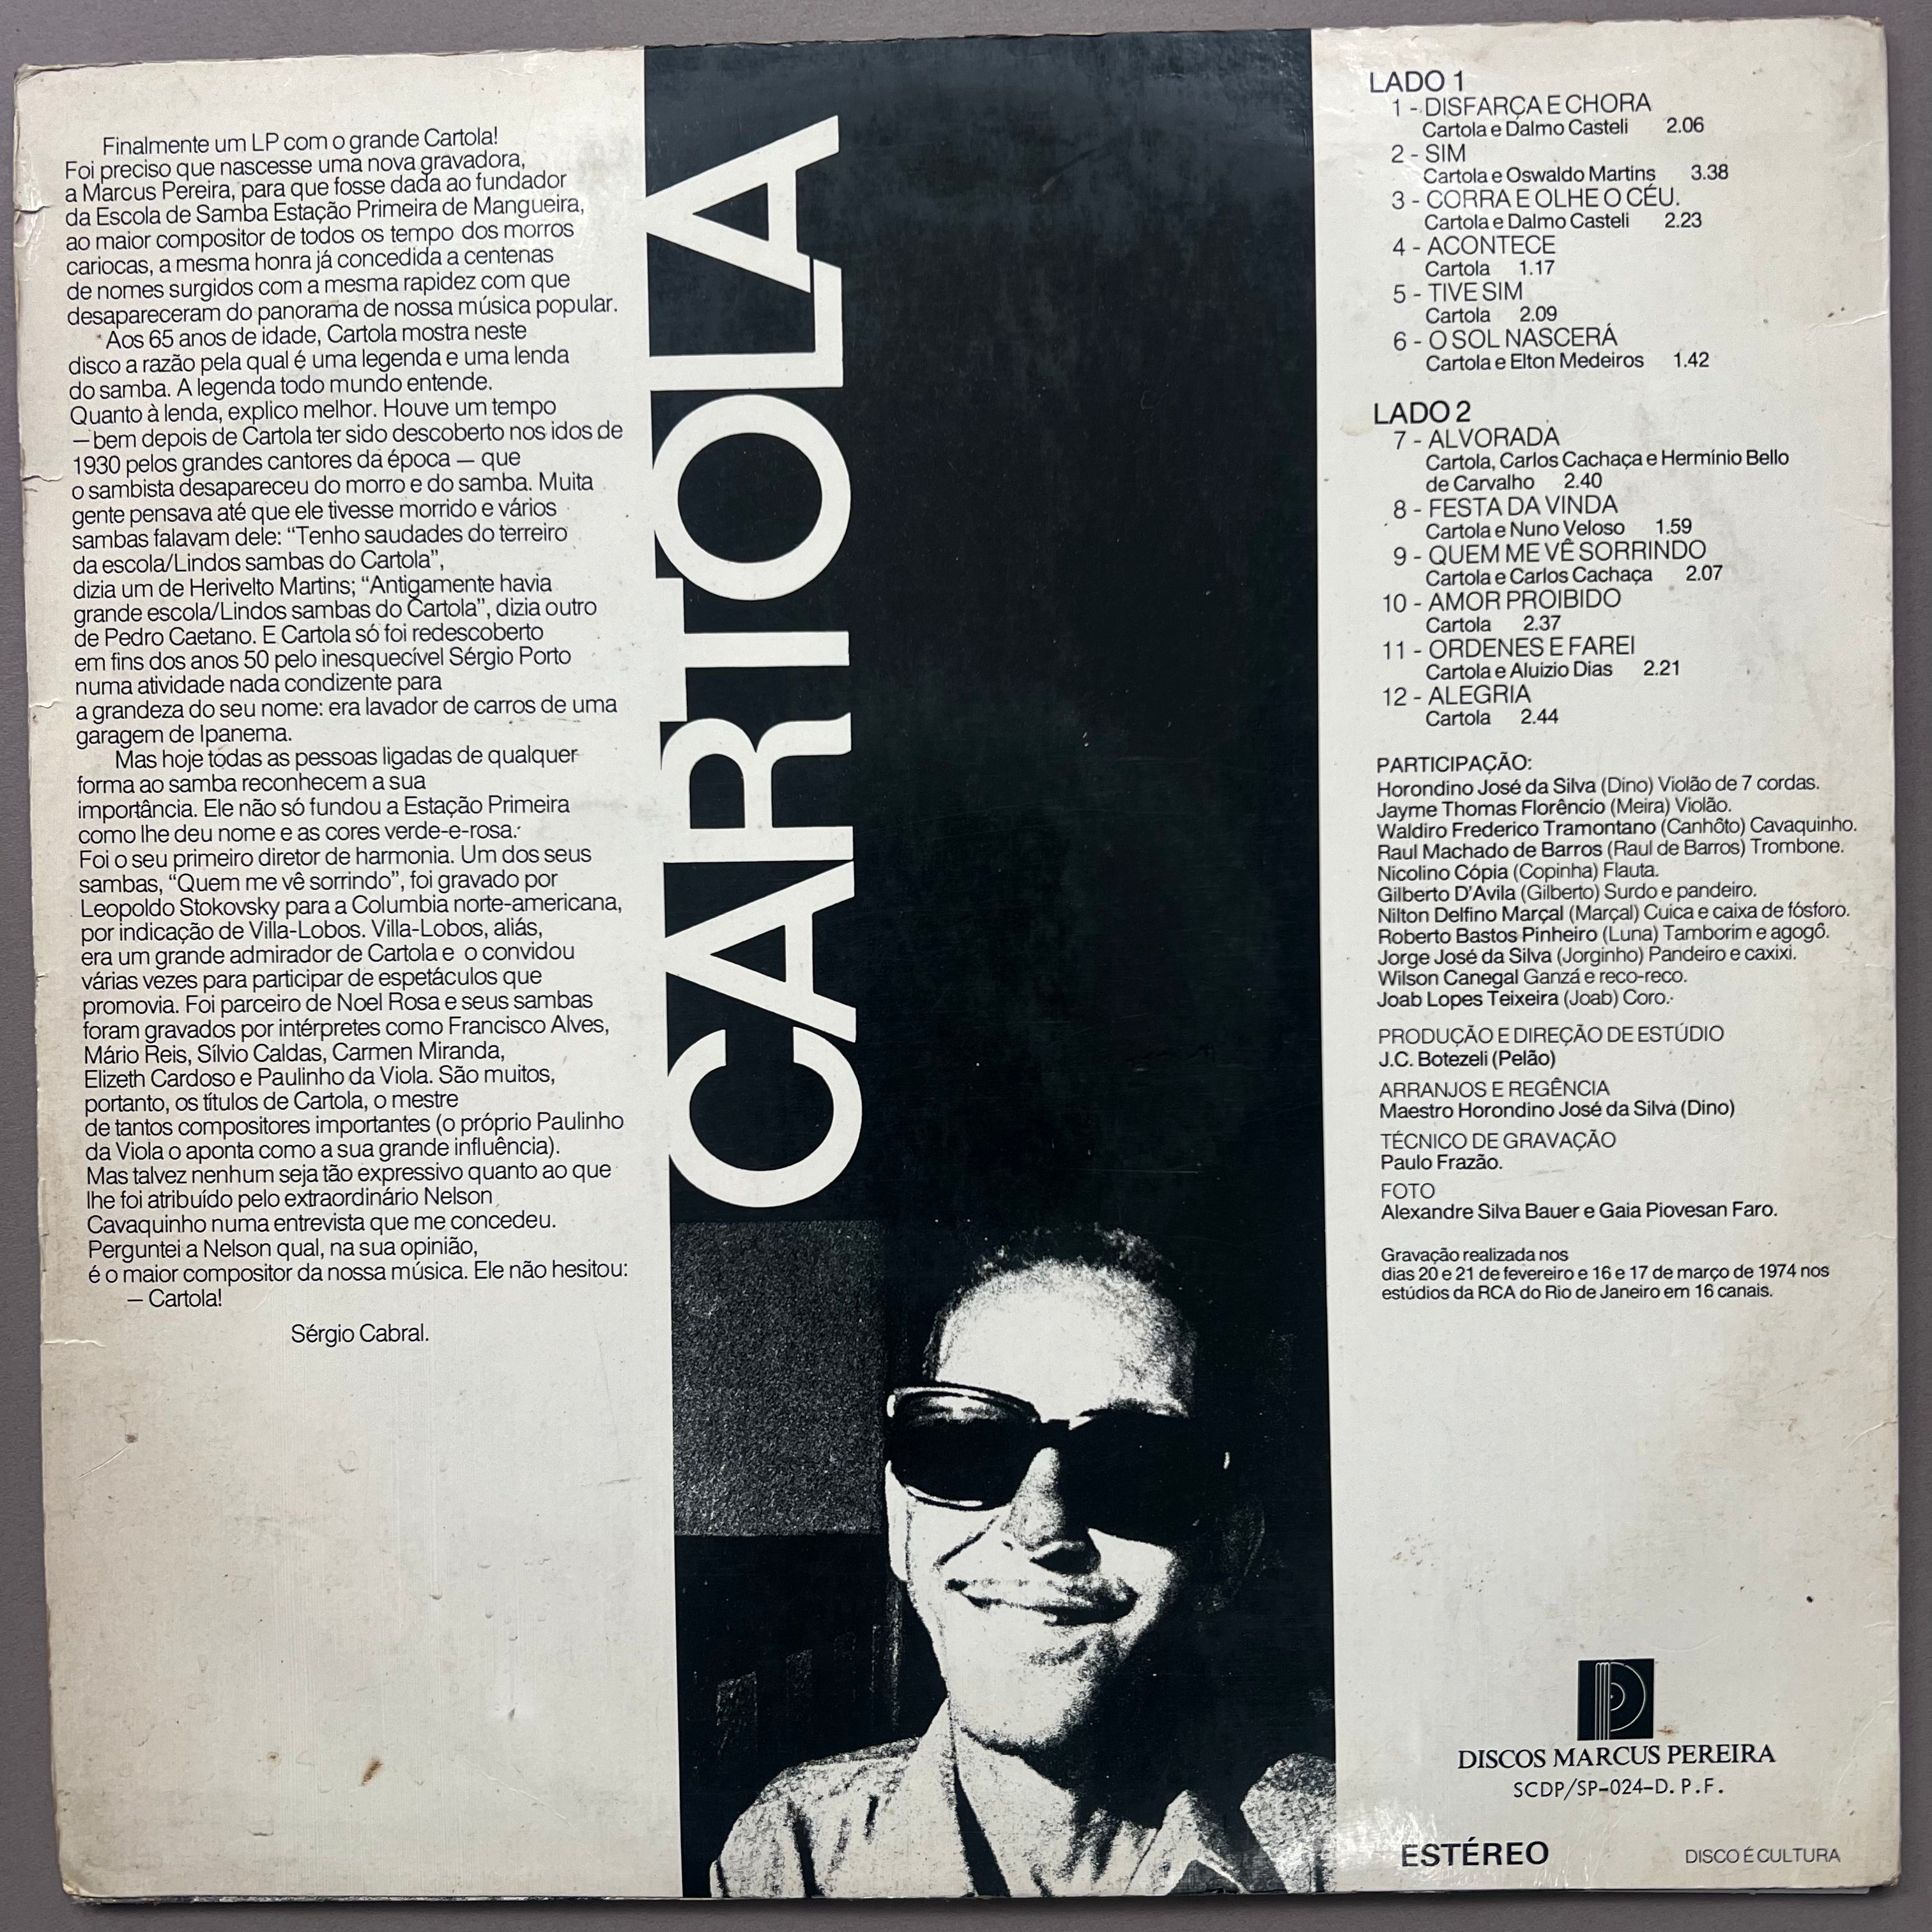 Finalmente um LP com o grande Cartola!
Foi preciso que nascesse uma nova gravadora,
a Marcus Pereira, para que fosse dada ao fundador
da Escola de Samba Estação Primeira de Mangueira,
ao maior compositor de todos os tempo dos morros
cariocas, a mesma honra já concedida a centenas
de nomes surgidos com a mesma rapidez com que
desapareceram do panorama de nossa música popular.
Aos 65 anos de idade, Cartola mostra neste
disco a razão pela qual é uma legenda e uma lenda
do samba. A legenda todo mundo entende.
Quanto à lenda, explico melhor. Houve um tempo
— bem depois de Cartola ter sido descoberto nos idos de
1930 pelos grandes cantores da época — que
o sambista desapareceu do morro e do samba. Muita
gente pensava até que ele tivesse morrido e vários
sambas falavam dele: “Tenho saudades do terreiro
da escola/Lindos sambas do Cartola”,
dizia um de Herivelto Martins; “Antigamente havia
grande escola/Lindos sambas do Cartola”, dizia outro
de Pedro Caetano. E Cartola só foi redescoberto
em fins dos anos 50 pelo inesquecível Sérgio Porto
numa atividade nada condizente para
a grandeza do seu nome: era lavador de carros de uma
garagem de Ipanema.
Mas hoje todas as pessoas ligadas de qualquer
forma ao samba reconhecem a sua
importância. Ele não só fundou a Estação Primeira
como lhe deu nome e as cores verde-e-rosa.
Foi o seu primeiro diretor de harmonia. Um dos seus
sambas, “Quem me vê sorrindo”, foi gravado por
Leopoldo Stokovsky para a Columbia norte-americana,
por indicação de Villa-Lobos. Villa-Lobos, aliás,
era um grande admirador de Cartola e o convidou
várias vezes para participar de espetáculos que
promovia. Foi parceiro de Noel Rosa e seus sambas
foram gravados por intérpretes como Francisco Alves,
Mário Reis, Sílvio Caldas, Carmen Miranda,
Elizeth Cardoso e Paulinho da Viola. São muitos,
portanto, os títulos de Cartola, o mestre
de tantos compositores importantes (o próprio Paulinho
da Viola o aponta como a sua grande influência).
Mas talvez nenhum seja tão expressivo quanto ao que
lhe foi atribuído pelo extraordinário Nelson
Cavaquinho numa entrevista que me concedeu.
Perguntei a Nelson qual, na sua opinião,
é o maior compositor da nossa música. Ele não hesitou:
— Cartola!
Sérgio Cabral.
CARTOLA
LADO 1
1 - DISFARÇA E CHORA
Cartola e Dalmo Casteli 2.06
2 - SIM
Cartola e Oswaldo Martins 3.38
3 - CORRA E OLHE O CÉU.
Cartola e Dalmo Casteli 2.23
4 - ACONTECE
Cartola 1.17
5 - TIVE SIM
Cartola 2.09
6 - O SOL NASCERÁ
Cartola e Elton Medeiros 1.42
LADO 2
7 - ALVORADA
Cartola, Carlos Cachaça e Hermínio Bello
de Carvalho 2.40
8 - FESTA DA VINDA
Cartola e Nuno Veloso 1.59
9 - QUEM ME VÊ SORRINDO
Cartola e Carlos Cachaça 2.07
10 - AMOR PROIBIDO
Cartola 2.37
11 - ORDENES E FAREI
Cartola e Aluizio Dias 2.21
12 - ALEGRIA
Cartola 2.44
PARTICIPAÇÃO:
Horondino José da Silva (Dino) Violão de 7 cordas.
Jayme Thomas Florêncio (Meira) Violão.
Waldiro Frederico Tramontano (Canhôto) Cavaquinho.
Raul Machado de Barros (Raul de Barros) Trombone.
Nicolino Cópia (Copinha) Flauta.
Gilberto D'Avila (Gilberto) Surdo e pandeiro.
Nilton Delfino Marçal (Marçal) Cuica e caixa de fósforo.
Roberto Bastos Pinheiro (Luna) Tamborim e agogô.
Jorge José da Silva (Jorginho) Pandeiro e caxixi.
Wilson Canegal Ganzá e reco-reco.
Joab Lopes Teixeira (Joab) Coro.
PRODUÇÃO E DIREÇÃO DE ESTÚDIO
J.C. Botezeli (Pelão)
ARRANJOS E REGÊNCIA
Maestro Horondino José da Silva (Dino)
TÉCNICO DE GRAVAÇÃO
Paulo Frazão.
FOTO
Alexandre Silva Bauer e Gaia Piovesan Faro.
Gravação realizada nos
dias 20 e 21 de fevereiro e 16 e 17 de março de 1974 nos
estúdios da RCA do Rio de Janeiro em 16 canais.
DISCOS MARCUS PEREIRA
SCDP/SP-024-D.P.F.
ESTÉREO
DISCO É CULTURA